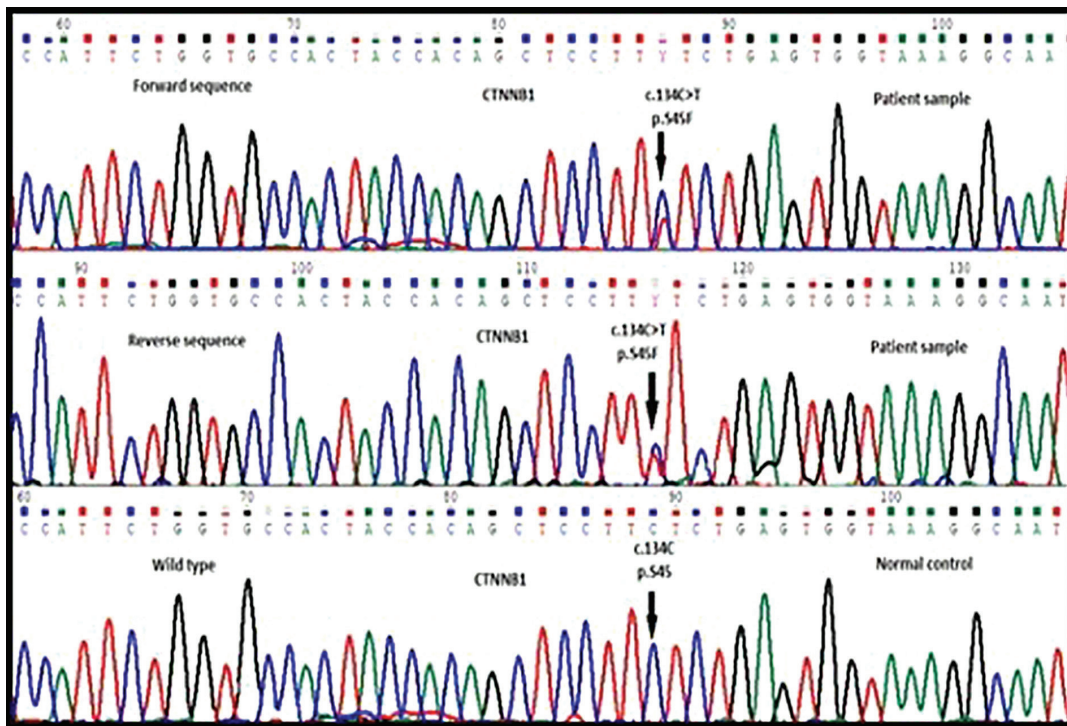 60 70 80 90 100
C C A T T C T G G T G C C A C T A C C A C A G C T C C T T Y T C T G A G T G G T A A A G G C A A
Forward sequence CTNNB1 c.134C>T Patient sample
p.S45F
90 100 110 120 130
C C A T T C T G G T G C C A C T A C C A C A G C T C C T T Y T C T G A G T G G T A A A G G C A A T
Reverse sequence CTNNB1 c.134C>T Patient sample
p.S45F
60 70 80 90 100
C C A T T C T G G T G C C A C T A C C A C A G C T C C T T C T C T G A G T G G T A A A G G C A A T
Wild type CTNNB1 c.134C Normal control
p.S45